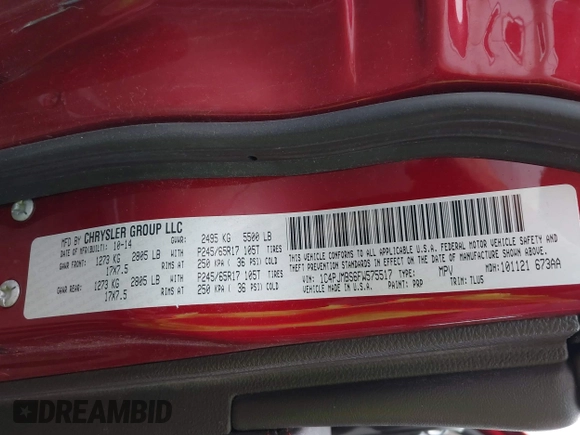 MFD BY CHRYSLER GROUP LLC
DATE OF MFD(BUILT): 10-14 GVWR: 2495 KG 5500 LB
GAWR FRONT: 1273 KG 2805 LB WITH P245/65R17 105T TIRES
17X7.5 RIMS AT 250 KPA ( 36 PSI) COLD
GAWR REAR: 1273 KG 2805 LB WITH P245/65R17 105T TIRES
17X7.5 RIMS AT 250 KPA ( 36 PSI) COLD
THIS VEHICLE CONFORMS TO ALL APPLICABLE U.S.A. FEDERAL MOTOR VEHICLE SAFETY AND
THEFT PREVENTION STANDARDS IN EFFECT ON THE DATE OF MANUFACTURE SHOWN ABOVE.
VIN: 1C4PJMBS6FW575517 TYPE: MPV MDH: 101121 673AA
VEHICLE MADE IN U.S.A. PAINT: PRP TRIM: TLUS
DREAMBID